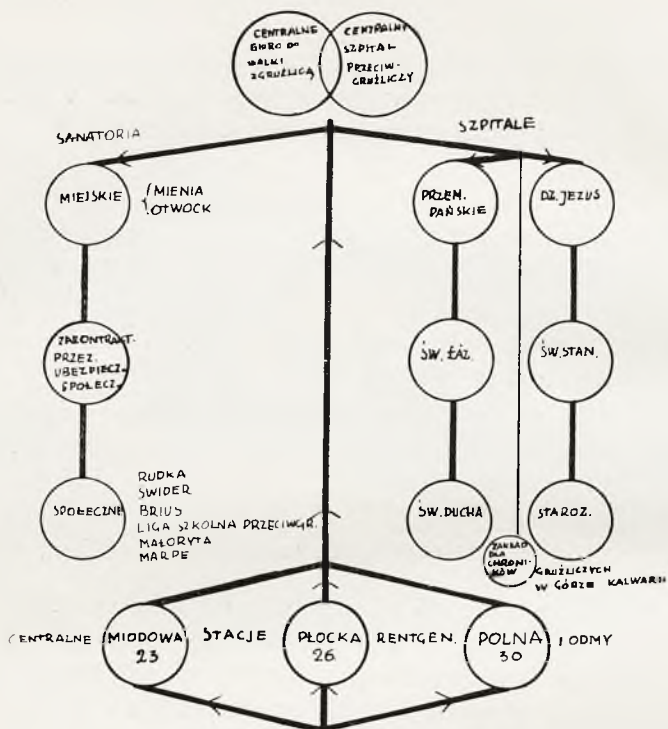 CENTRALNE
BIURO DO
WALKI
Z GRUŹLICĄ
CENTRALNY
SZPITAL
PRZECIW-
GRUŹLICZY
SANATORIA
SZPITALE
MIEJSKIE
MIENIA
OTWOCK
PRZEM.
PAŃSKIE
DZ. JEZUS
ZAKONTRAKT.
PRZEZ.
UBEZPIECZ.
SPOŁECZ.
ŚW. ŁAZ.
ŚW. STAN.
SPOŁECZNE
RUDKA
ŚWIDER
BRIUS
LIGA SZKOLNA PRZECIWGR.
MAŁORYTA
MARPE
ŚW. DUCHA
STAROZ.
ZAKŁAD
DLA
CHRONI-
KÓW
GRUŹLICZYCH
W GÓRZE KALWARII
CENTRALNE MIODOWA STACJE PŁOCKA RENTGEN. POLNA I ODMY
23 26 30